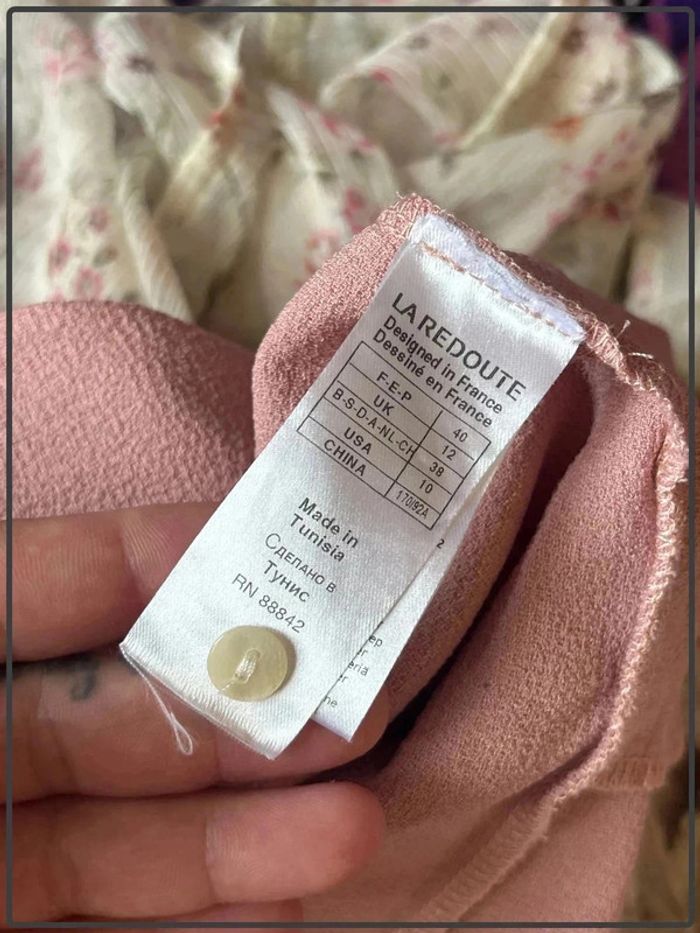 LA REDOUTE
Designed in France
Dessiné en France
F-E-P 40
UK 12
B-S-D-A-NL-CH 38
USA 10
CHINA 170/92A
Made in
Tunisia
Сделано в
Тунис
RN 88842
2